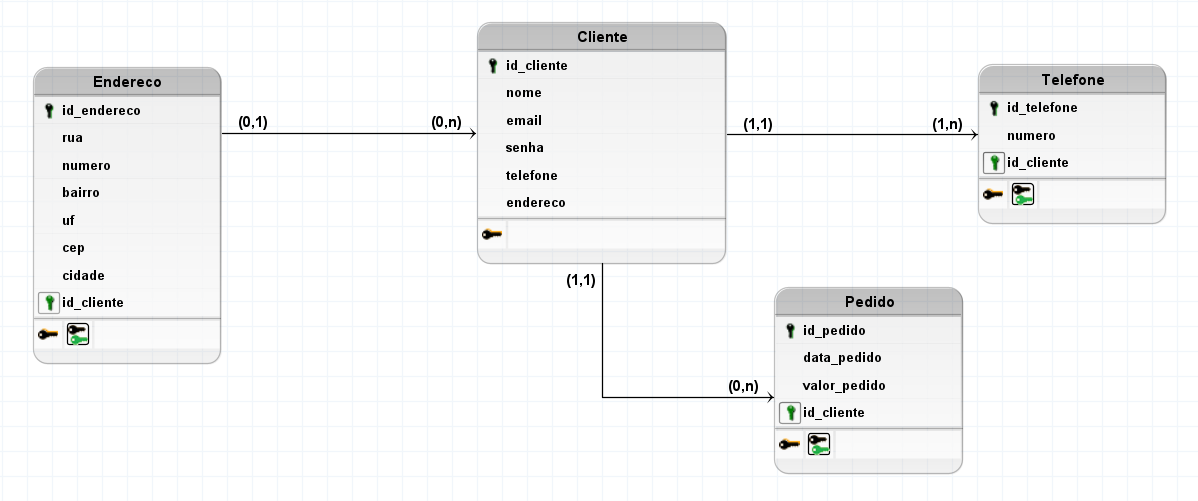 Endereco
id_endereco
rua
numero
bairro
uf
cep
cidade
id_cliente
(0,1)
(0,n)
Cliente
id_cliente
nome
email
senha
telefone
endereco
(1,1)
(1,n)
Telefone
id_telefone
numero
id_cliente
(1,1)
(0,n)
Pedido
id_pedido
data_pedido
valor_pedido
id_cliente